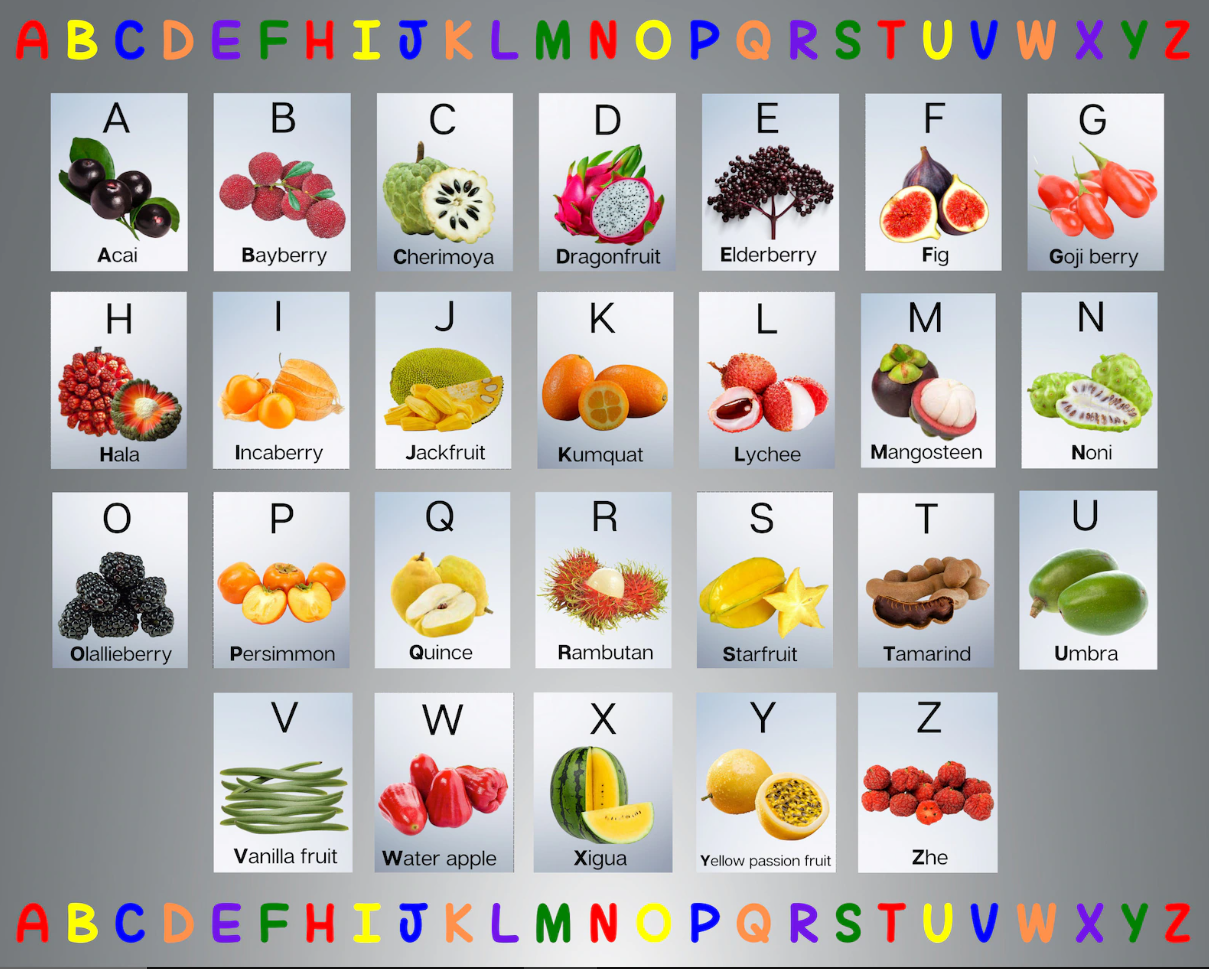 A B C D E F H I J K L M N O P Q R S T U V W X Y Z
A B C D E F G
Acai Bayberry Cherimoya Dragonfruit Elderberry Fig Goji berry
H I J K L M N
Hala Incaberry Jackfruit Kumquat Lychee Mangosteen Noni
O P Q R S T U
Olallieberry Persimmon Quince Rambutan Starfruit Tamarind Umbra
V W X Y Z
Vanilla fruit Water apple Xigua Yellow passion fruit Zhe
A B C D E F H I J K L M N O P Q R S T U V W X Y Z